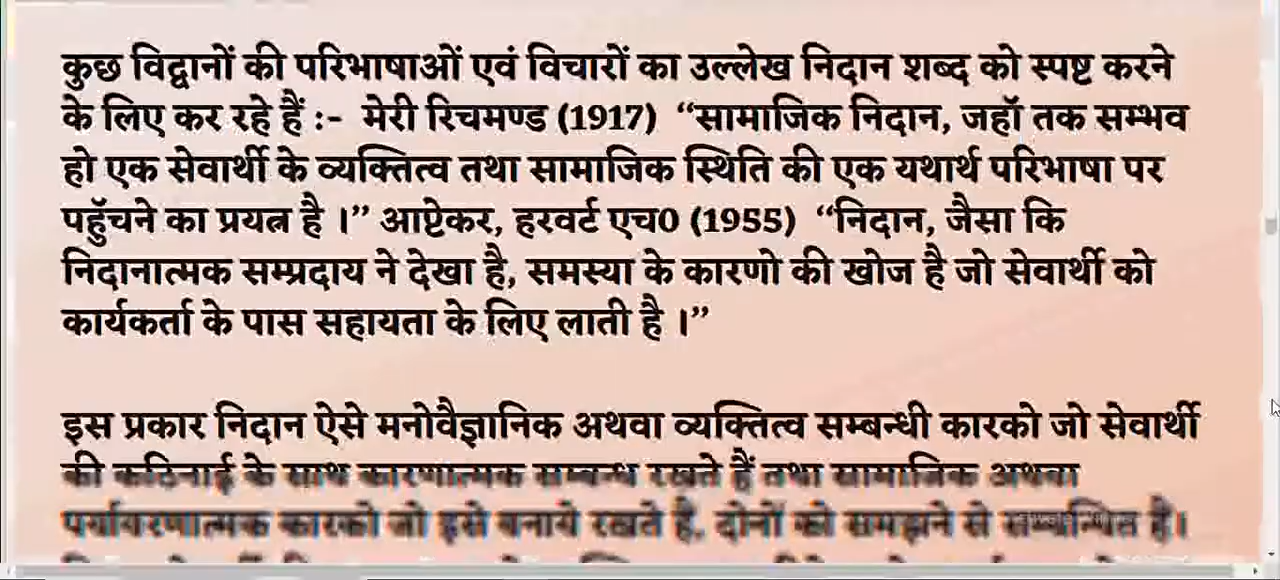 कुछ विद्वानों की परिभाषाओं एवं विचारों का उल्लेख निदान शब्द को स्पष्ट करने
के लिए कर रहे हैं :- मेरी रिचमण्ड (1917) “सामाजिक निदान, जहॉ तक सम्भव
हो एक सेवार्थी के व्यक्तित्व तथा सामाजिक स्थिति की एक यथार्थ परिभाषा पर
पहुॅचने का प्रयत्न है ।” आप्टेकर, हरवर्ट एच0 (1955) “निदान, जैसा कि
निदानात्मक सम्प्रदाय ने देखा है, समस्या के कारणो की खोज है जो सेवार्थी को
कार्यकर्ता के पास सहायता के लिए लाती है ।”
इस प्रकार निदान ऐसे मनोवैज्ञानिक अथवा व्यक्तित्व सम्बन्धी कारको जो सेवार्थी
की कठिनाई के साथ कारणात्मक सम्बन्ध रखते हैं तथा सामाजिक अथवा
पर्यावरणात्मक कारको जो इसे बनाये रखते है, दोनों को समझने से सम्बन्धित है।